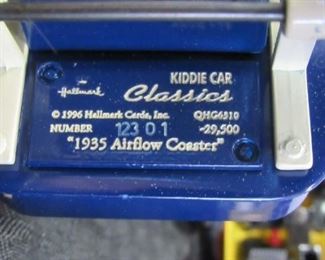 KIDDIE CAR
Hallmark Classics
© 1996 Hallmark Cards, Inc. QHG6310
NUMBER 12301 -29,500
"1935 Airflow Coaster"